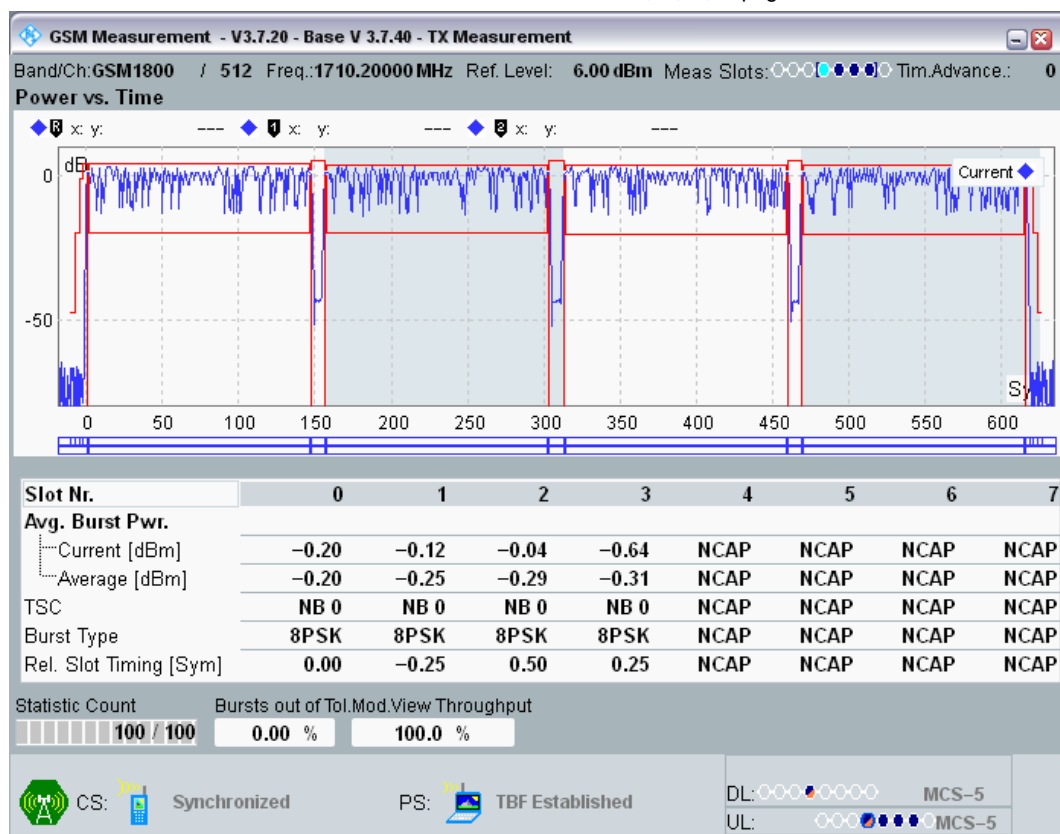 GSM Measurement - V3.7.20 - Base V 3.7.40 - TX Measurement
Band/Ch:GSM1800 / 512 Freq.:1710.20000 MHz Ref. Level: 6.00 dBm Meas Slots: Tim.Advance.: 0
Power vs. Time
R x: y: --- 1 x: y: --- 2 x: y: ---
dB
Current
0
-50
0 50 100 150 200 250 300 350 400 450 500 550 600
Slot Nr. 0 1 2 3 4 5 6 7
Avg. Burst Pwr.
Current [dBm] −0.20 −0.12 −0.04 −0.64 NCAP NCAP NCAP NCAP
Average [dBm] −0.20 −0.25 −0.29 −0.31 NCAP NCAP NCAP NCAP
TSC NB 0 NB 0 NB 0 NB 0 NCAP NCAP NCAP NCAP
Burst Type 8PSK 8PSK 8PSK 8PSK NCAP NCAP NCAP NCAP
Rel. Slot Timing [Sym] 0.00 −0.25 0.50 0.25 NCAP NCAP NCAP NCAP
Statistic Count Bursts out of Tol. Mod.View Throughput
100 / 100 0.00 % 100.0 %
CS: Synchronized PS: TBF Established
DL: MCS−5
UL: MCS−5